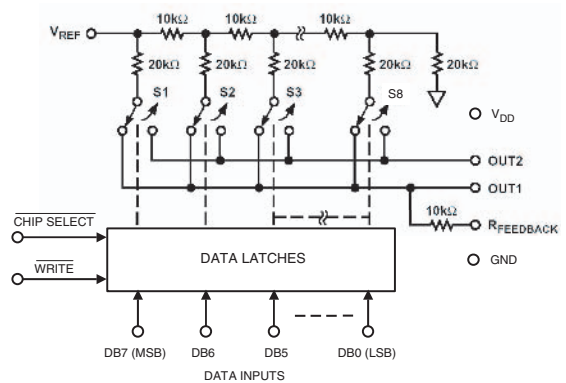 10kΩ 10kΩ 10kΩ
VREF
20kΩ 20kΩ 20kΩ 20kΩ 20kΩ
S1 S2 S3 S8
VDD
OUT2
OUT1
10kΩ
RFEEDBACK
CHIP SELECT
WRITE
DATA LATCHES
GND
DB7 (MSB) DB6 DB5 DB0 (LSB)
DATA INPUTS